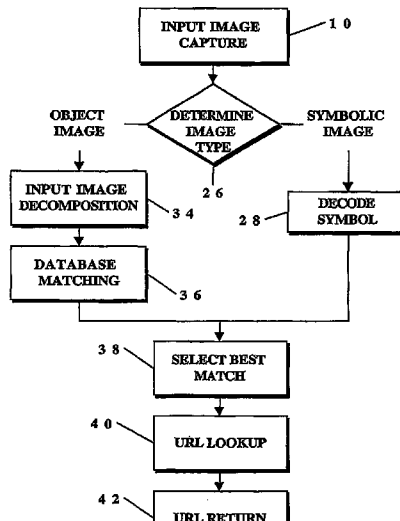 INPUT IMAGE
CAPTURE
10
OBJECT
IMAGE
DETERMINE
IMAGE
TYPE
SYMBOLIC
IMAGE
26
INPUT IMAGE
DECOMPOSITION
34
28
DECODE
SYMBOL
DATABASE
MATCHING
36
38
SELECT BEST
MATCH
40
URL LOOKUP
42
URL RETURN